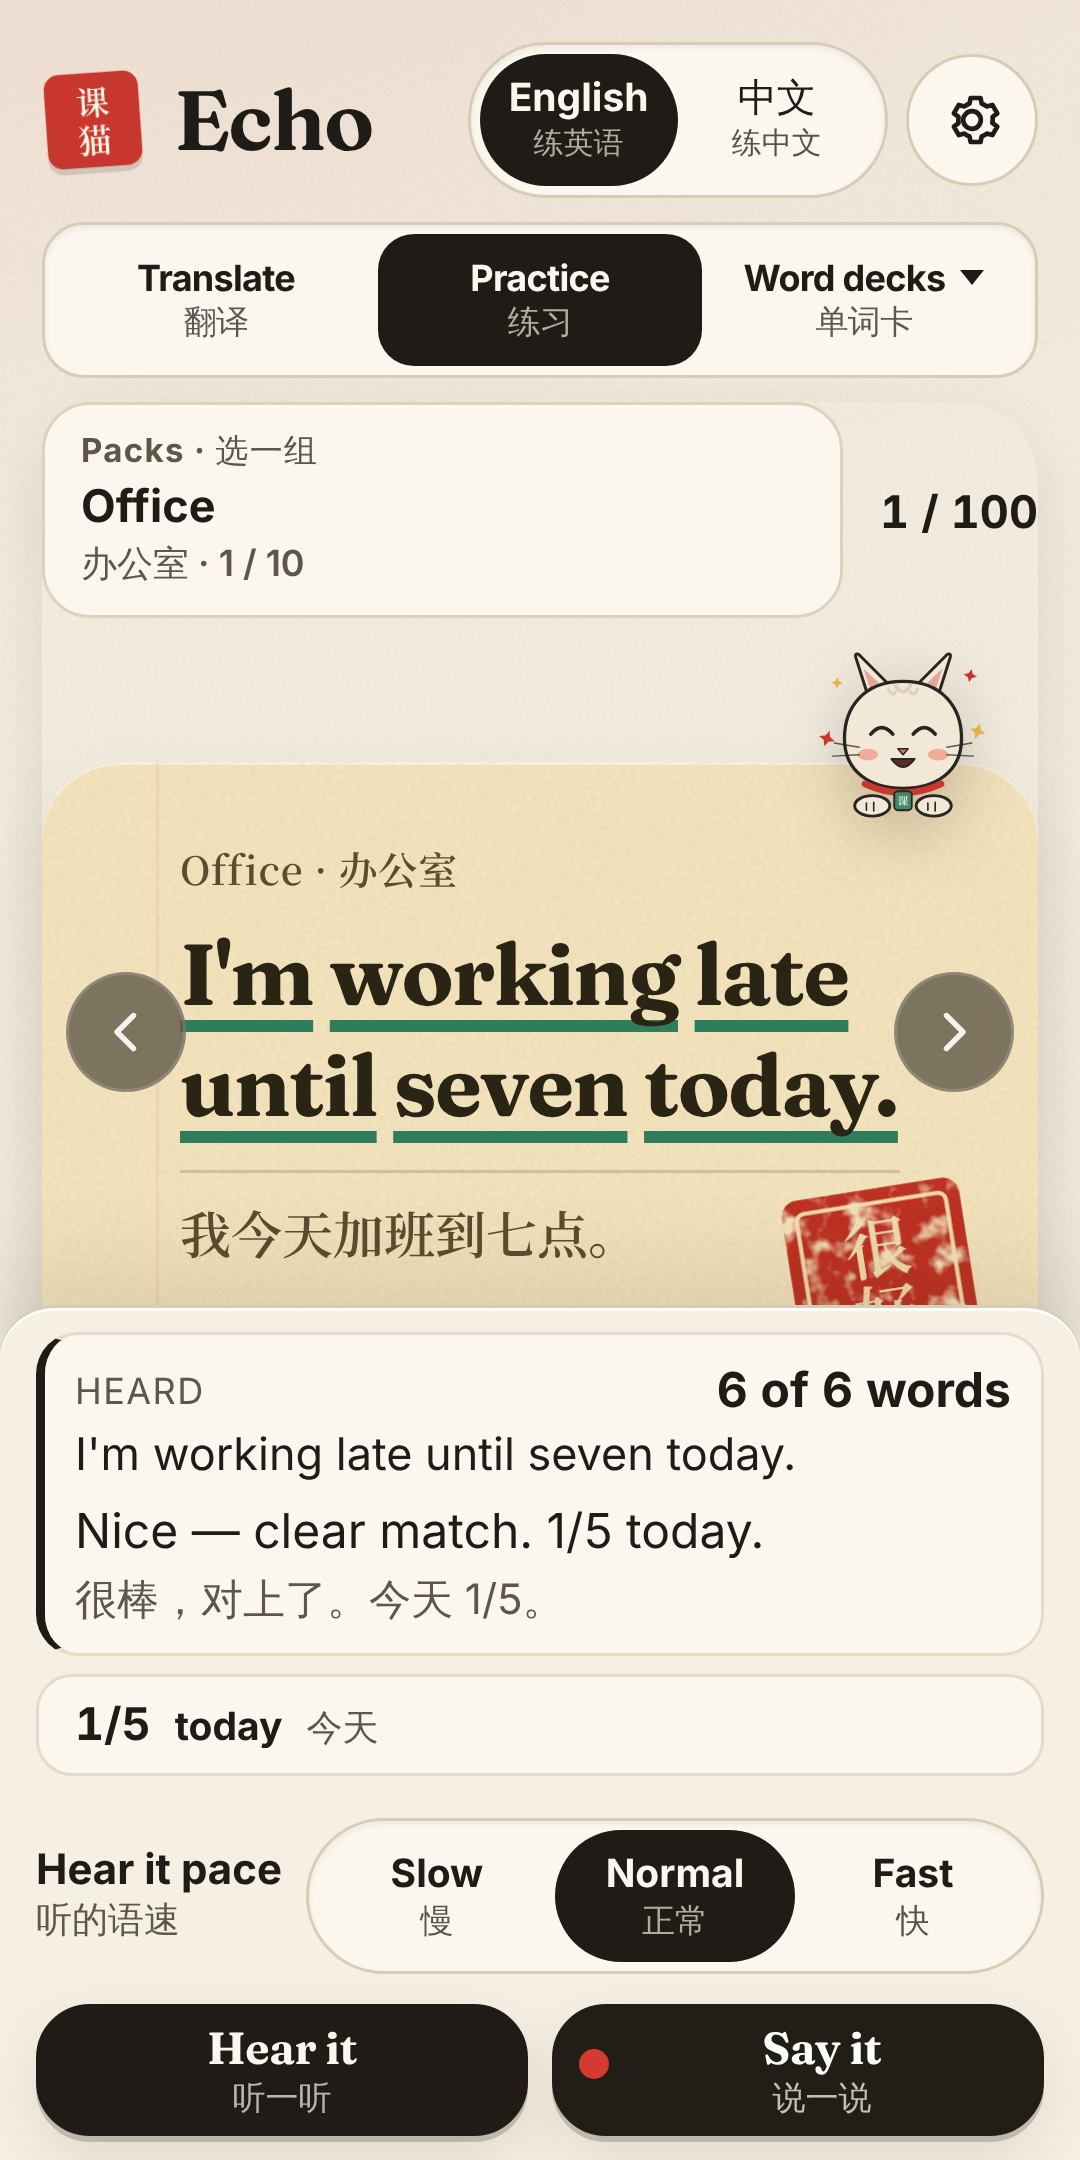 课猫
Echo
English
练英语
中文
练中文
Translate
翻译
Practice
练习
Word decks
单词卡
Packs · 选一组
Office
办公室 · 1 / 10
1 / 100
课
Office · 办公室
I'm working late
until seven today.
我今天加班到七点。
很
HEARD
6 of 6 words
I'm working late until seven today.
Nice — clear match. 1/5 today.
很棒，对上了。今天 1/5。
1/5 today 今天
Hear it pace
听的语速
Slow
慢
Normal
正常
Fast
快
Hear it
听一听
Say it
说一说